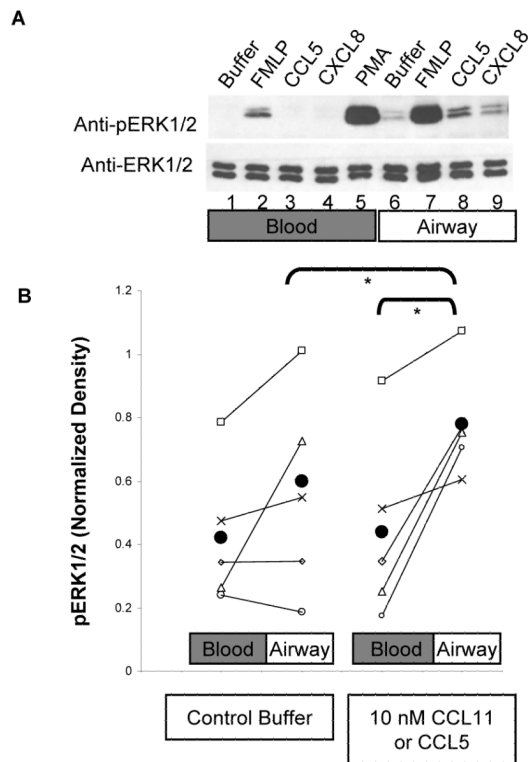 A
Buffer FMLP CCL5 CXCL8 PMA Buffer FMLP CCL5 CXCL8
Anti-pERK1/2
Anti-ERK1/2
1 2 3 4 5 6 7 8 9
Blood Airway
B
*
*
1.2
1
0.8
0.6
0.4
0.2
0
pERK1/2 (Normalized Density)
Blood Airway Blood Airway
Control Buffer
10 nM CCL11
or CCL5